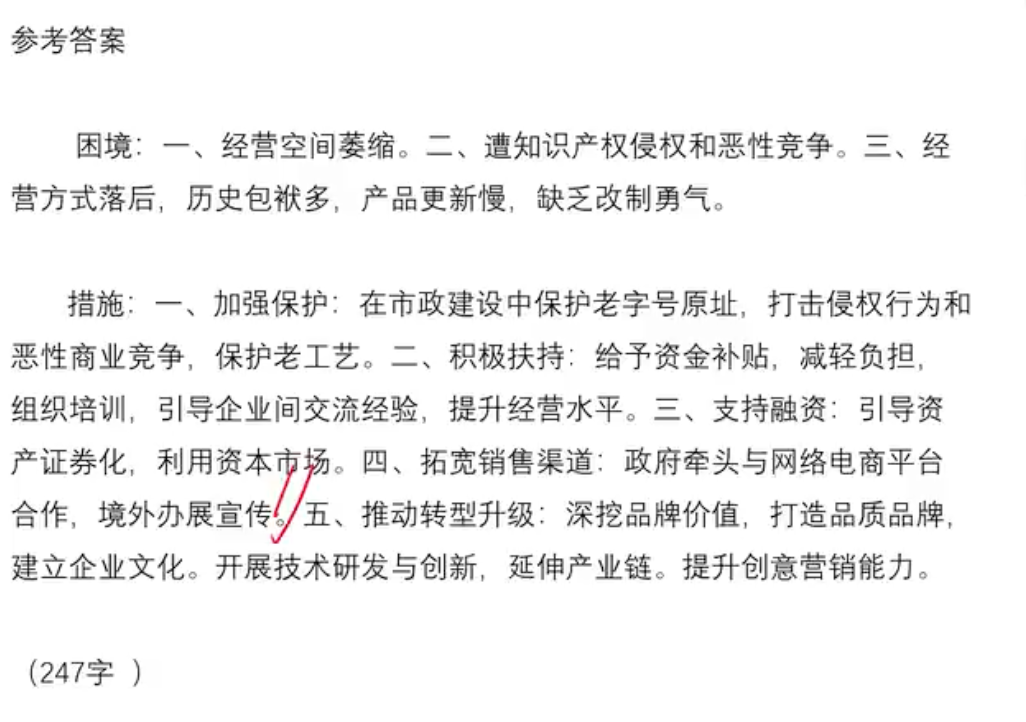 参考答案
困境：一、经营空间萎缩。二、遭知识产权侵权和恶性竞争。三、经
营方式落后，历史包袱多，产品更新慢，缺乏改制勇气。
措施：一、加强保护：在市政建设中保护老字号原址，打击侵权行为和
恶性商业竞争，保护老工艺。二、积极扶持：给予资金补贴，减轻负担，
组织培训，引导企业间交流经验，提升经营水平。三、支持融资：引导资
产证券化，利用资本市场。四、拓宽销售渠道：政府牵头与网络电商平台
合作，境外办展宣传。五、推动转型升级：深挖品牌价值，打造品质品牌，
建立企业文化。开展技术研发与创新，延伸产业链。提升创意营销能力。
（247字 ）